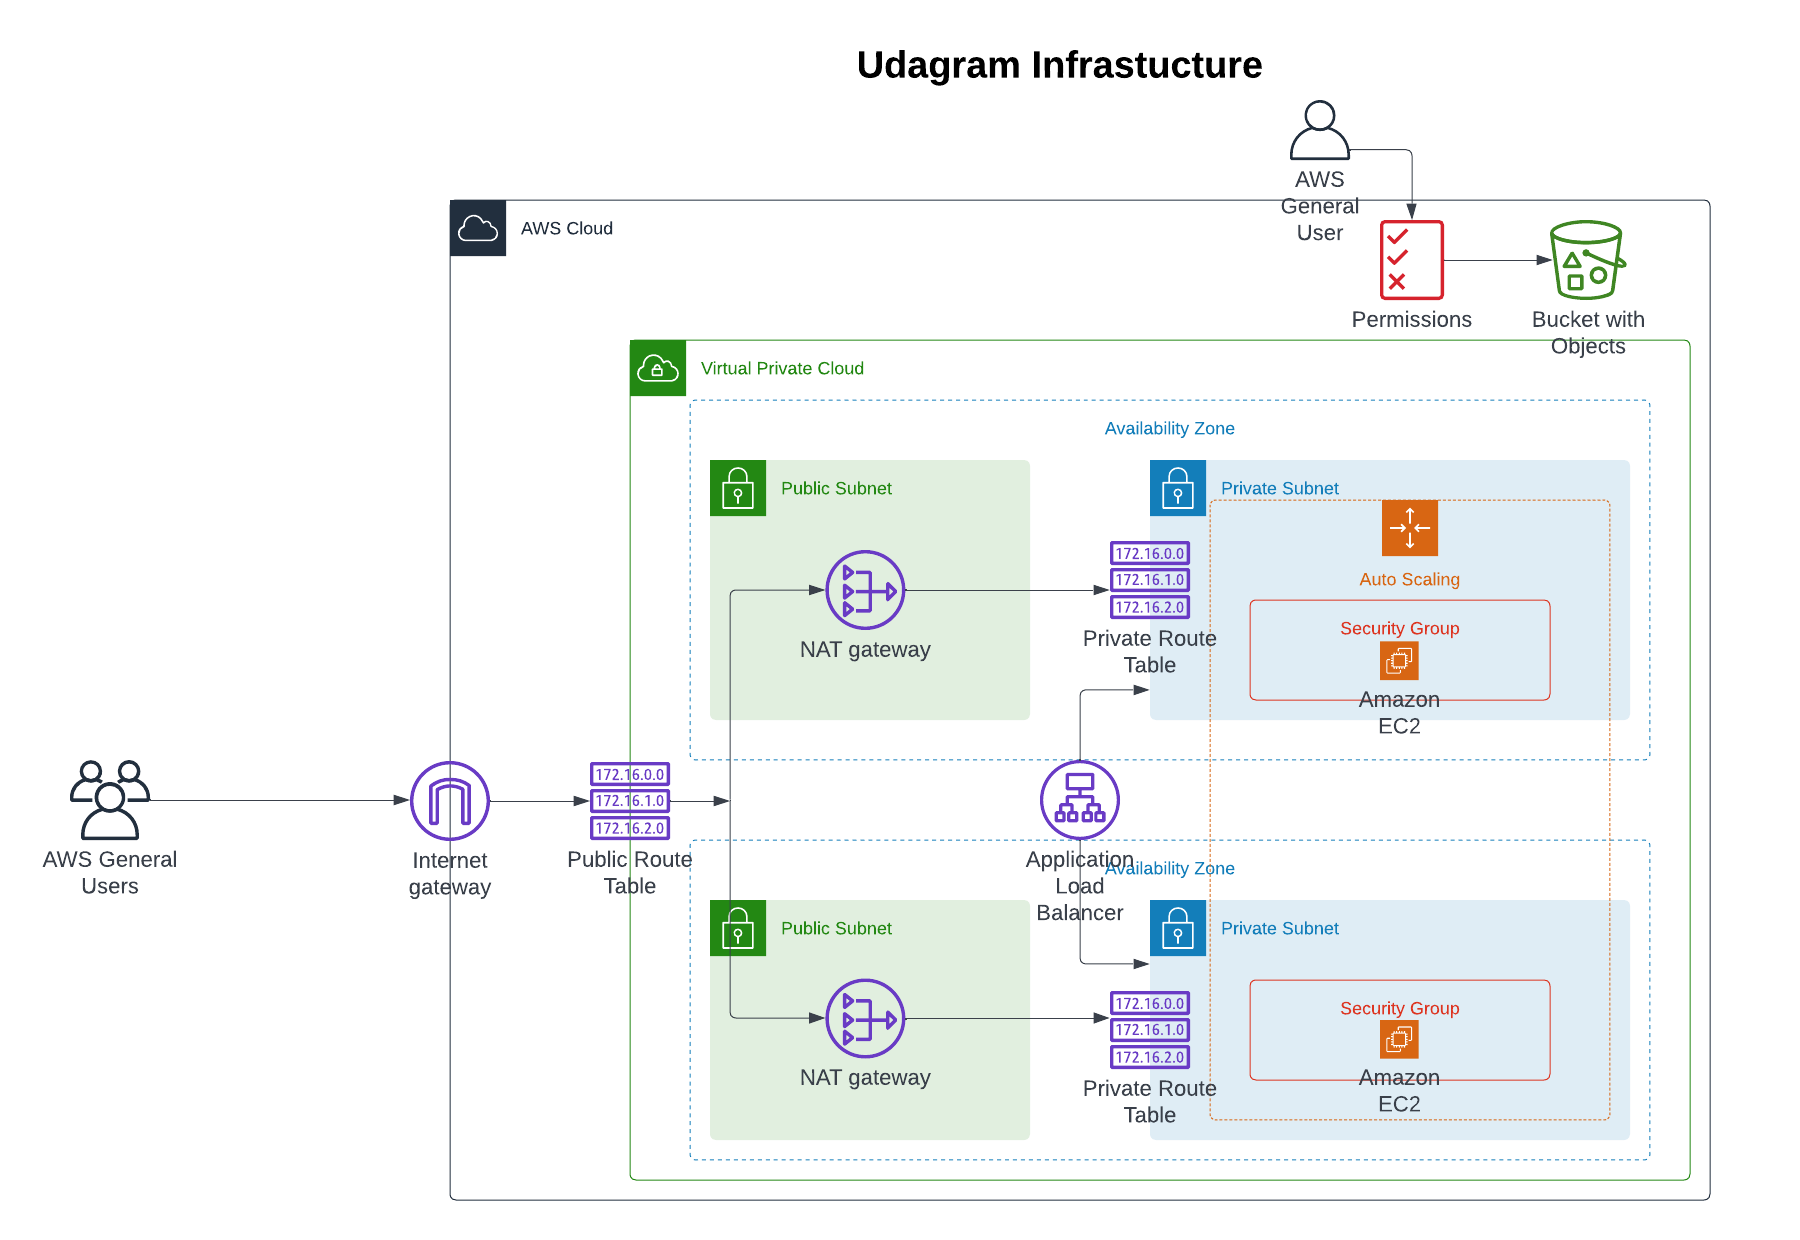 Udagram Infrastucture
AWS
General
User
AWS Cloud
Permissions
Bucket with
Objects
Virtual Private Cloud
Availability Zone
Public Subnet
Private Subnet
172.16.0.0
172.16.1.0
172.16.2.0
Private Route
Table
NAT gateway
Auto Scaling
Security Group
Amazon
EC2
AWS General
Users
Internet
gateway
172.16.0.0
172.16.1.0
172.16.2.0
Public Route
Table
Application
Load
Balancer
Availability Zone
Public Subnet
Private Subnet
NAT gateway
172.16.0.0
172.16.1.0
172.16.2.0
Private Route
Table
Security Group
Amazon
EC2